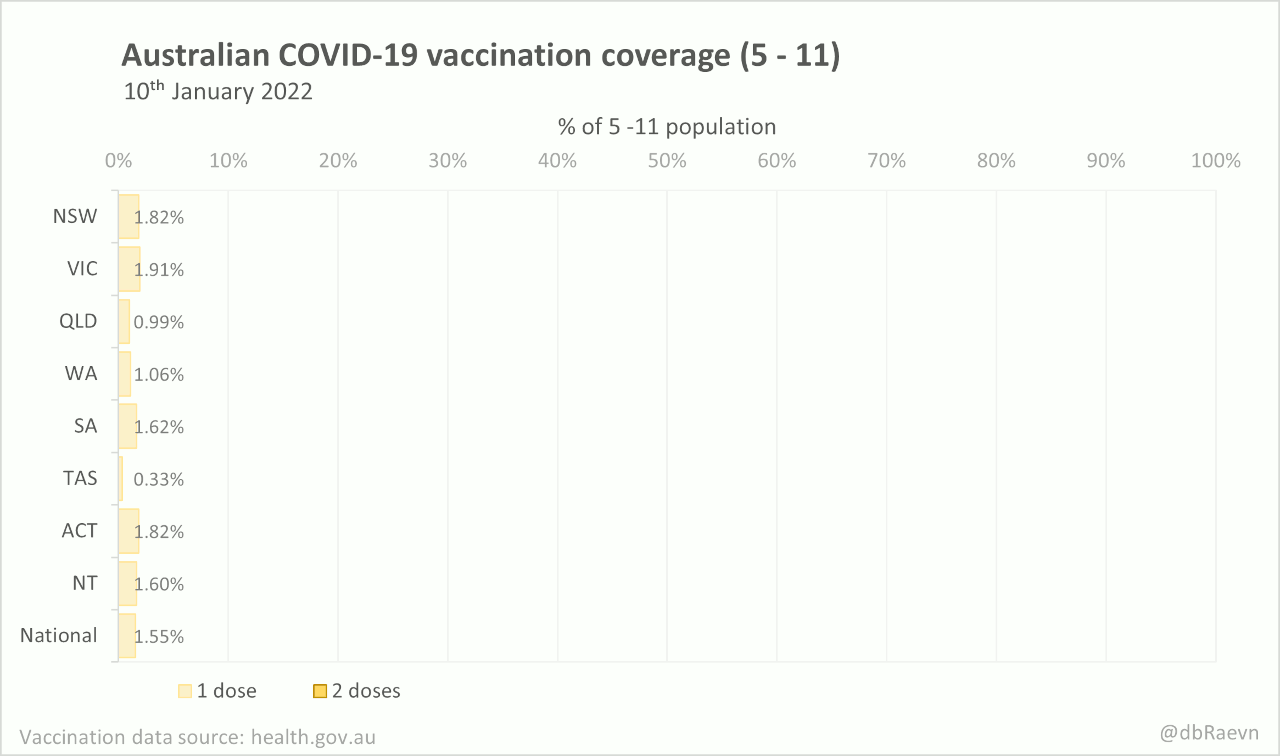 Australian COVID-19 vaccination coverage (5 - 11)
10th January 2022
% of 5 -11 population
0% 10% 20% 30% 40% 50% 60% 70% 80% 90% 100%
NSW 1.82%
VIC 1.91%
QLD 0.99%
WA 1.06%
SA 1.62%
TAS 0.33%
ACT 1.82%
NT 1.60%
National 1.55%
1 dose 2 doses
Vaccination data source: health.gov.au @dbRaevn